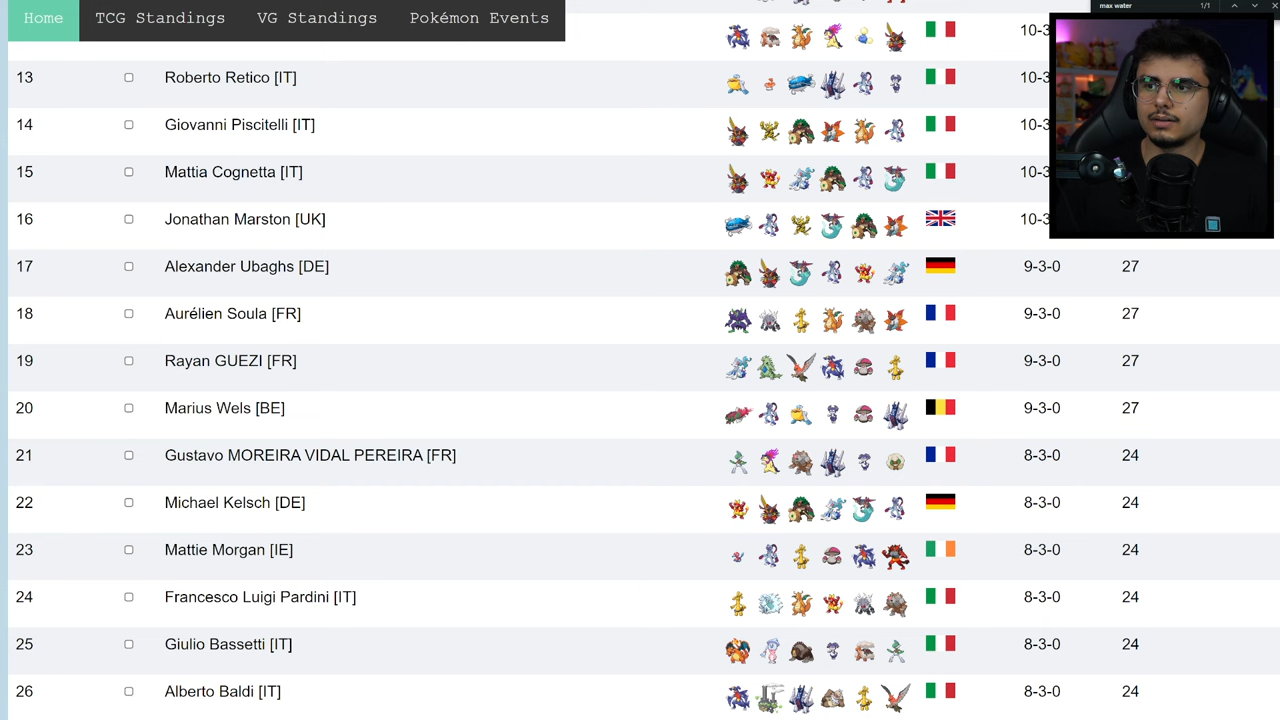 Home TCG Standings VG Standings Pokémon Events
max water 1/1
10-3
13 Roberto Retico [IT] 10-3
14 Giovanni Piscitelli [IT] 10-3
15 Mattia Cognetta [IT] 10-3
16 Jonathan Marston [UK] 10-3
17 Alexander Ubaghs [DE] 9-3-0 27
18 Aurélien Soula [FR] 9-3-0 27
19 Rayan GUEZI [FR] 9-3-0 27
20 Marius Wels [BE] 9-3-0 27
21 Gustavo MOREIRA VIDAL PEREIRA [FR] 8-3-0 24
22 Michael Kelsch [DE] 8-3-0 24
23 Mattie Morgan [IE] 8-3-0 24
24 Francesco Luigi Pardini [IT] 8-3-0 24
25 Giulio Bassetti [IT] 8-3-0 24
26 Alberto Baldi [IT] 8-3-0 24